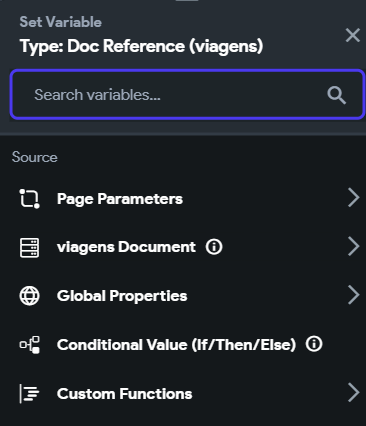 Set Variable
Type: Doc Reference (viagens)
Search variables...
Source
Page Parameters
viagens Document
Global Properties
Conditional Value (If/Then/Else)
Custom Functions